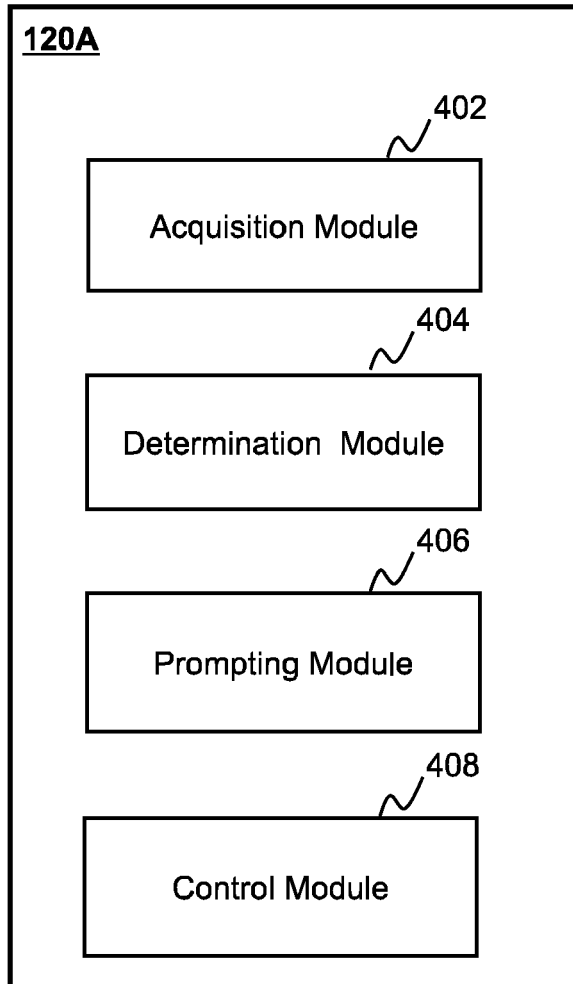 120A
402
Acquisition Module
404
Determination Module
406
Prompting Module
408
Control Module